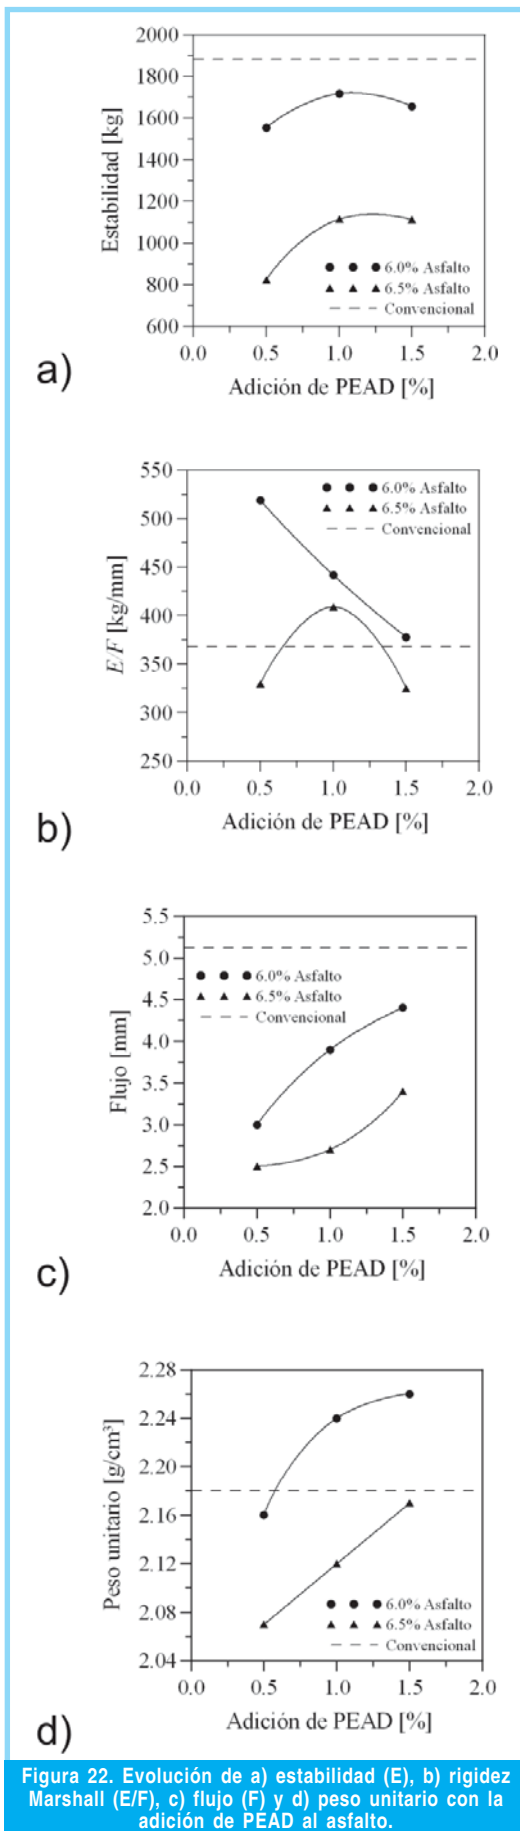 2000
1800
1600
1400
1200
1000
800
600
Estabilidad [kg]
6.0% Asfalto
6.5% Asfalto
Convencional
0.0 0.5 1.0 1.5 2.0
Adición de PEAD [%]
a)
550
500
450
400
350
300
250
E/F [kg/mm]
6.0% Asfalto
6.5% Asfalto
Convencional
0.0 0.5 1.0 1.5 2.0
Adición de PEAD [%]
b)
5.5
5.0
4.5
4.0
3.5
3.0
2.5
2.0
Flujo [mm]
6.0% Asfalto
6.5% Asfalto
Convencional
0.0 0.5 1.0 1.5 2.0
Adición de PEAD [%]
c)
2.28
2.24
2.20
2.16
2.12
2.08
2.04
Peso unitario [g/cm³]
6.0% Asfalto
6.5% Asfalto
Convencional
0.0 0.5 1.0 1.5 2.0
Adición de PEAD [%]
d)
Figura 22. Evolución de a) estabilidad (E), b) rigidez
Marshall (E/F), c) flujo (F) y d) peso unitario con la
adición de PEAD al asfalto.